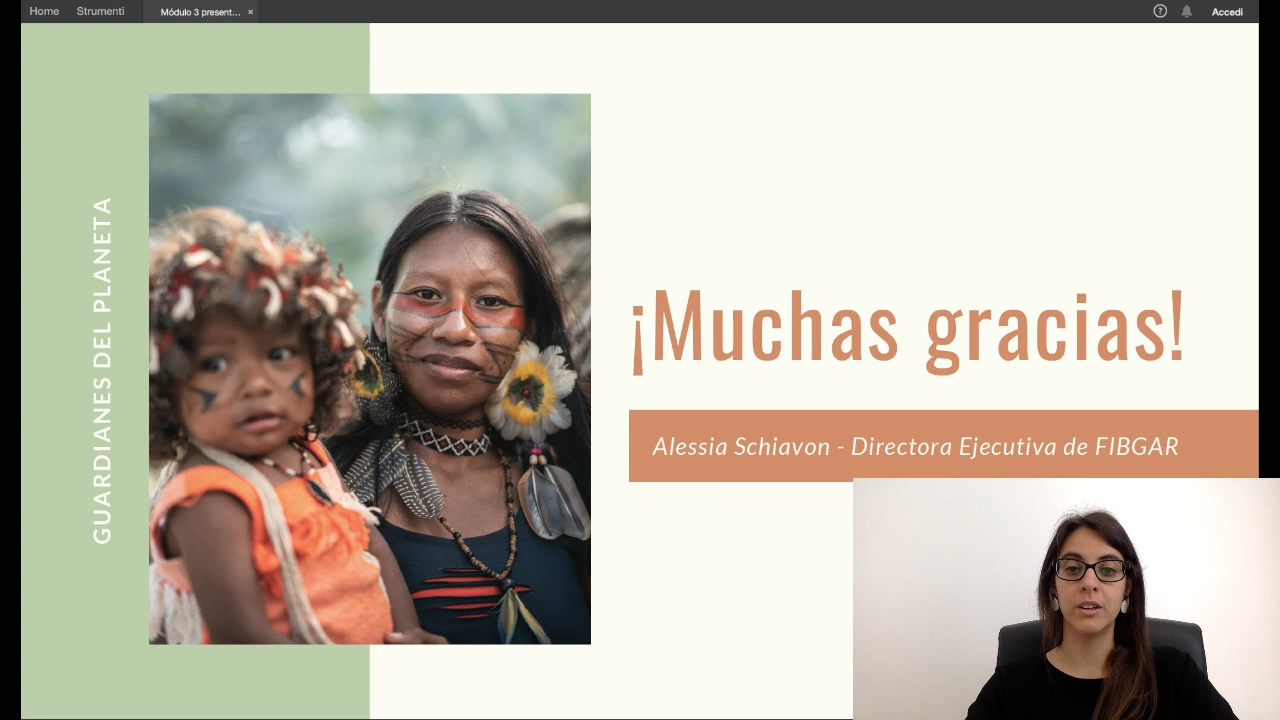 Home Strumenti Módulo 3 present... × ? Accedi
GUARDIANES DEL PLANETA
¡Muchas gracias!
Alessia Schiavon - Directora Ejecutiva de FIBGAR